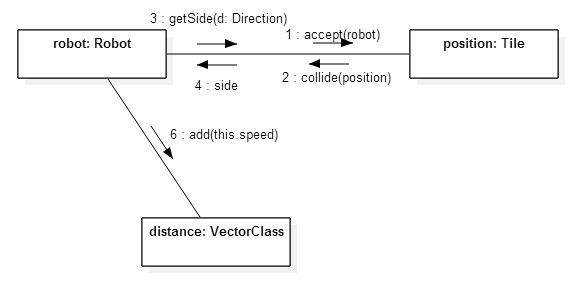 3 : getSide(d: Direction)
1 : accept(robot)
robot: Robot
position: Tile
4 : side
2 : collide(position)
6 : add(this.speed)
distance: VectorClass